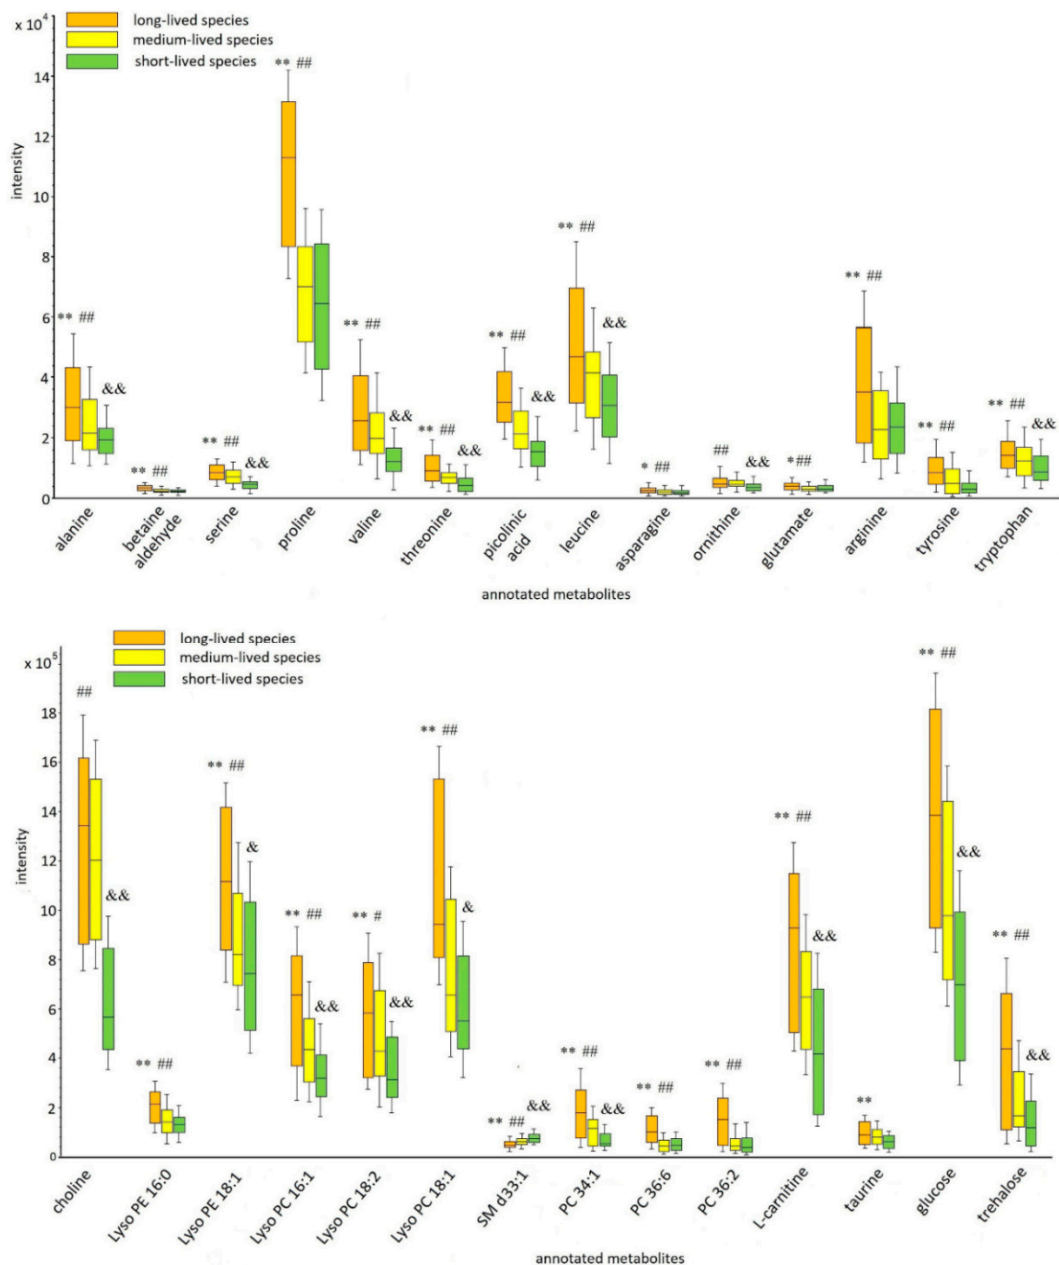 x 10⁴
long-lived species
medium-lived species
short-lived species
14
12
10
8
6
4
2
0
intensity
** ##
&&
** ##
** ##
&&
** ##
** ##
&&
** ##
&&
** ##
&&
** ##
&&
* ##
##
&&
* ##
** ##
** ##
** ##
&&
alanine
betaine
aldehyde
serine
proline
valine
threonine
picolinic
acid
leucine
asparagine
ornithine
glutamate
arginine
tyrosine
tryptophan
annotated metabolites
long-lived species
medium-lived species
short-lived species
x 10⁵
18
16
14
12
10
8
6
4
2
0
intensity
##
&&
** ##
** ##
&
** ##
&&
** #
&&
** ##
&
** ##
&&
** ##
&&
** ##
** ##
** ##
&&
**
** ##
&&
** ##
&&
choline
Lyso PE 16:0
Lyso PE 18:1
Lyso PC 16:1
Lyso PC 18:2
Lyso PC 18:1
SM d33:1
PC 34:1
PC 36:6
PC 36:2
L-carnitine
taurine
glucose
trehalose
annotated metabolites